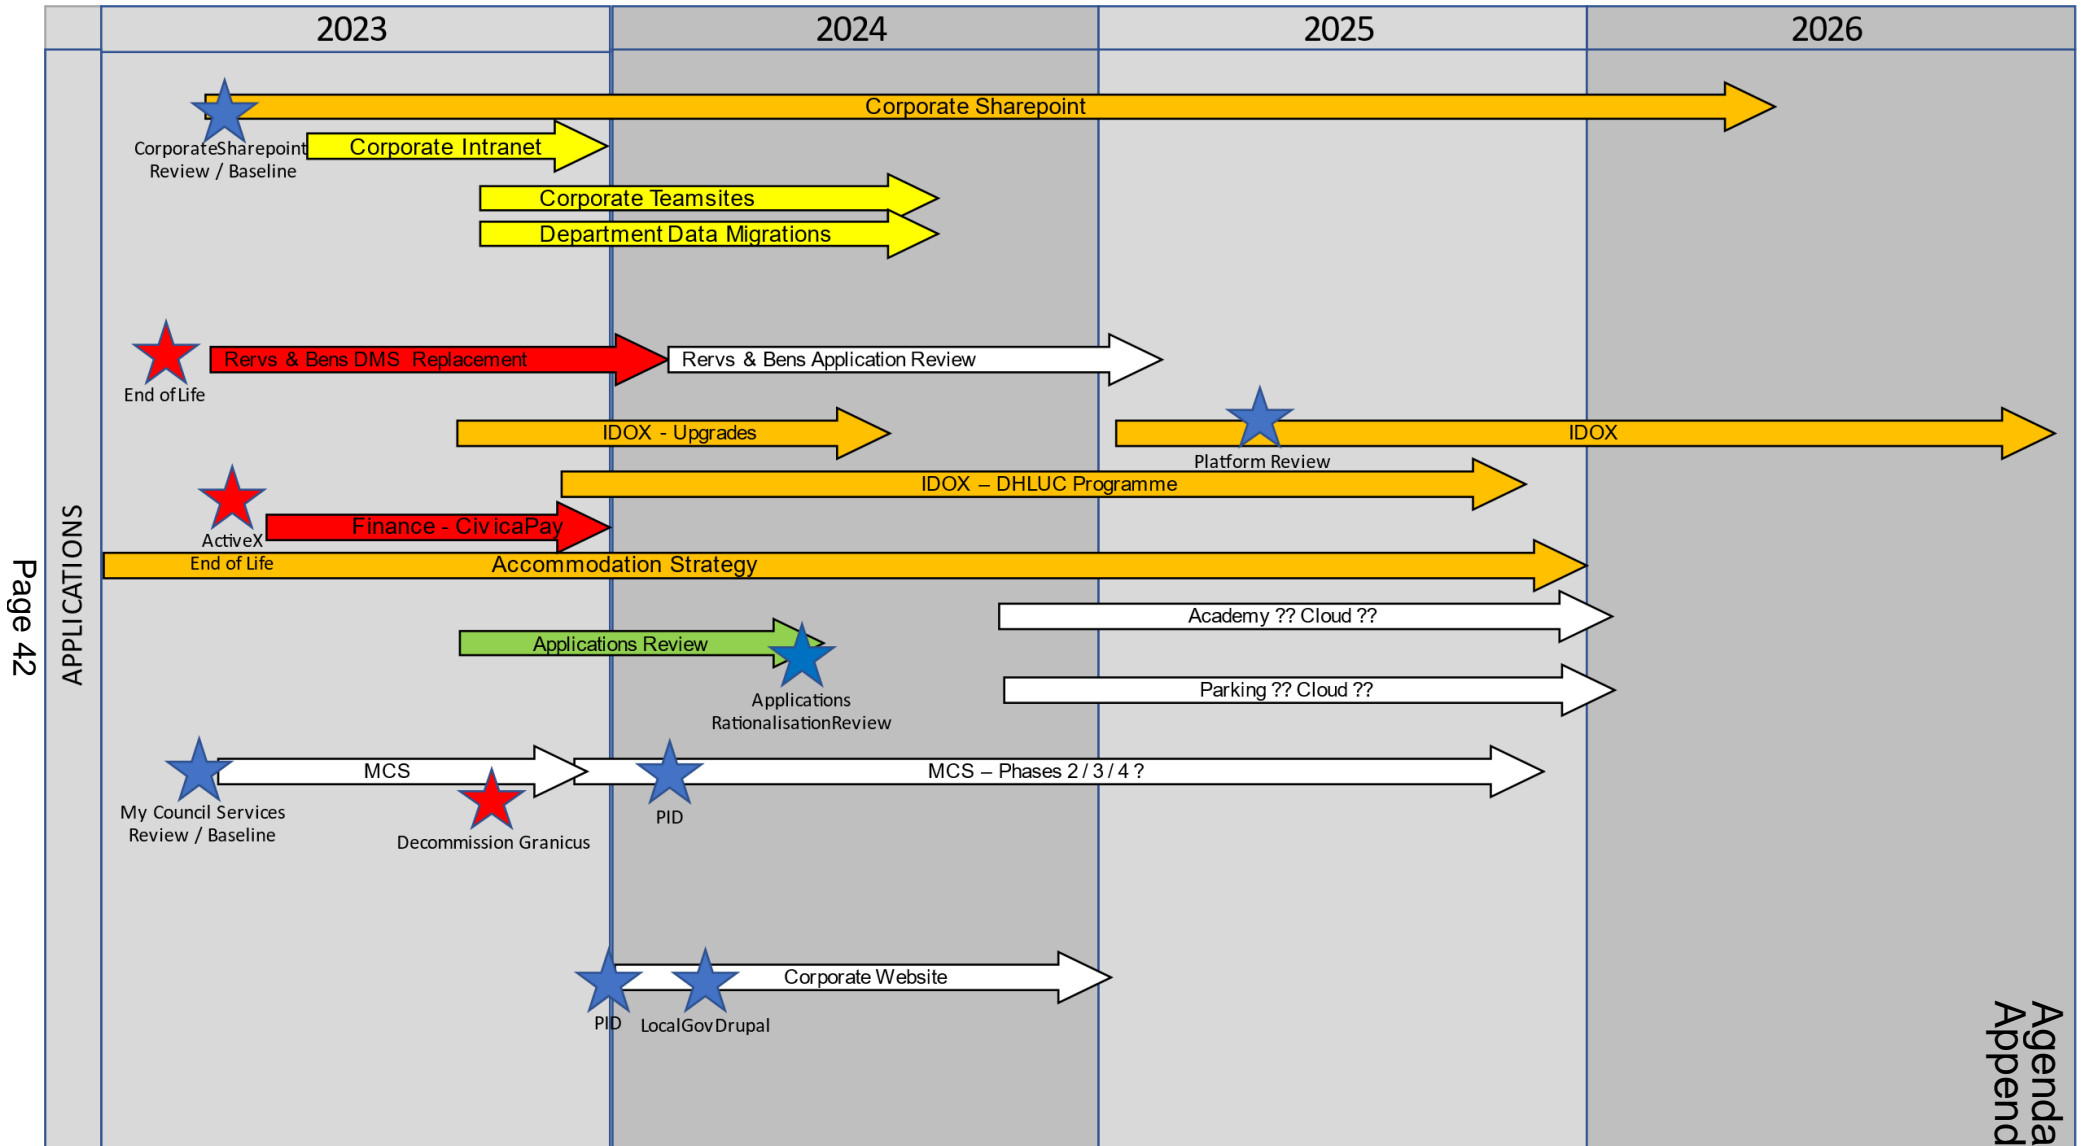 2023
2024
2025
2026
Corporate Sharepoint
CorporateSharepoint
Review / Baseline
Corporate Intranet
Corporate Teamsites
Department Data Migrations
End of Life
Rervs & Bens DMS Replacement
Rervs & Bens Application Review
IDOX - Upgrades
IDOX
Platform Review
IDOX – DHLUC Programme
ActiveX
End of Life
Finance - CivicaPay
Accommodation Strategy
Academy ?? Cloud ??
Applications Review
Applications
RationalisationReview
Parking ?? Cloud ??
MCS
MCS – Phases 2 / 3 / 4 ?
My Council Services
Review / Baseline
Decommission Granicus
PID
Corporate Website
PID
LocalGovDrupal
APPLICATIONS
Page 42
Agenda
Append